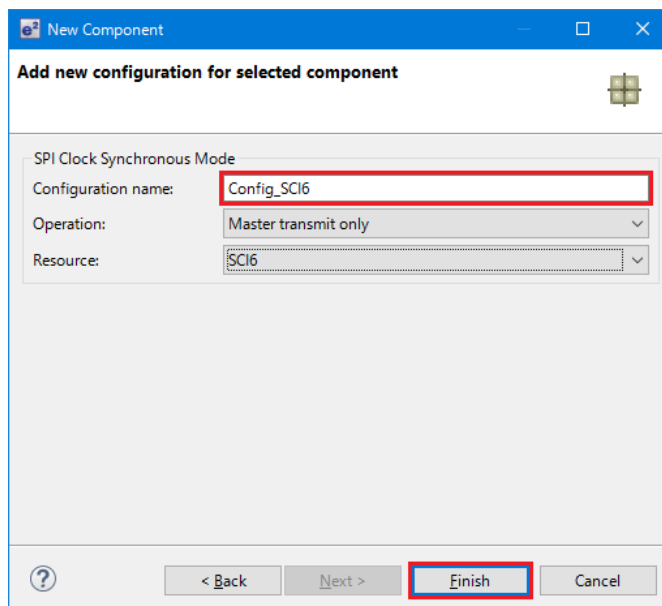 e² New Component
Add new configuration for selected component
SPI Clock Synchronous Mode
Configuration name: Config_SCI6
Operation: Master transmit only
Resource: SCI6
? < Back Next > Finish Cancel